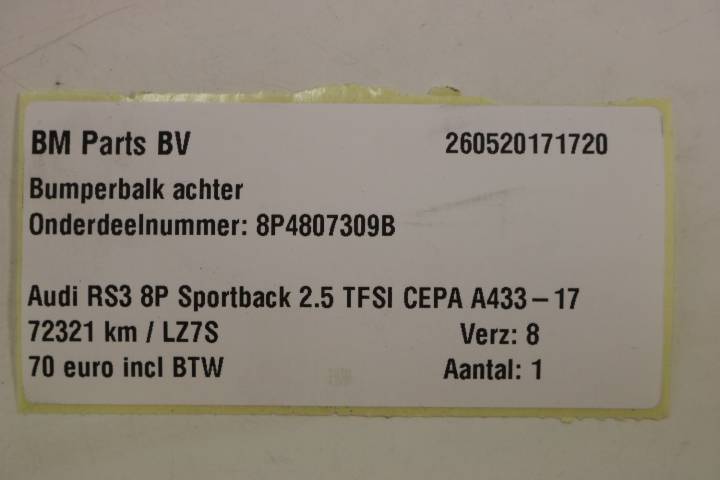 BM Parts BV 260520171720
Bumperbalk achter
Onderdeelnummer: 8P4807309B
Audi RS3 8P Sportback 2.5 TFSI CEPA A433-17
72321 km / LZ7S Verz: 8
70 euro incl BTW Aantal: 1